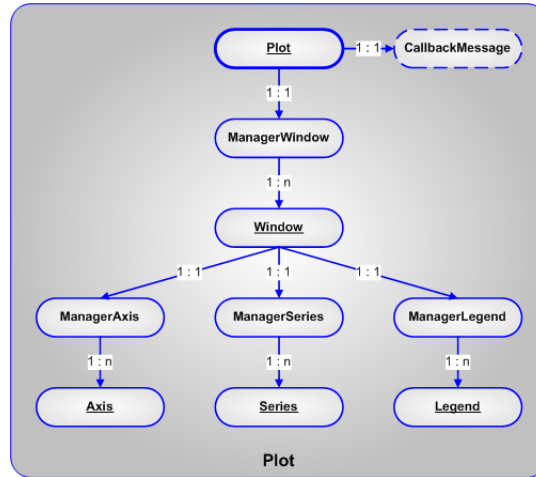 Plot
1 : 1
CallbackMessage
1 : 1
ManagerWindow
1 : n
Window
1 : 1
1 : 1
1 : 1
ManagerAxis
ManagerSeries
ManagerLegend
1 : n
1 : n
1 : n
Axis
Series
Legend
Plot